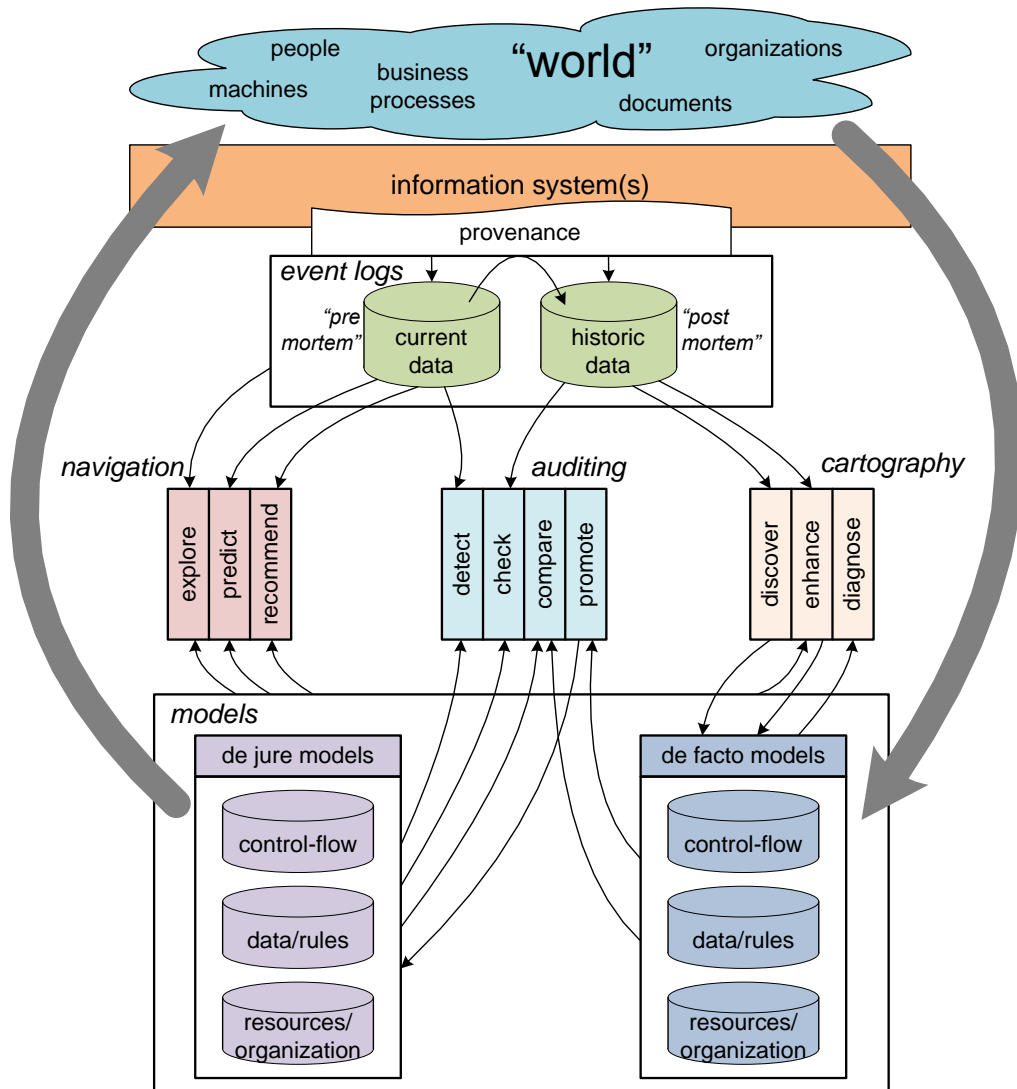 people
“world”
organizations
machines
business
processes
documents
information system(s)
provenance
event logs
“pre
mortem”
current
data
historic
data
“post
mortem”
navigation
auditing
cartography
explore
predict
recommend
detect
check
compare
promote
discover
enhance
diagnose
models
de jure models
control-flow
data/rules
resources/
organization
de facto models
control-flow
data/rules
resources/
organization